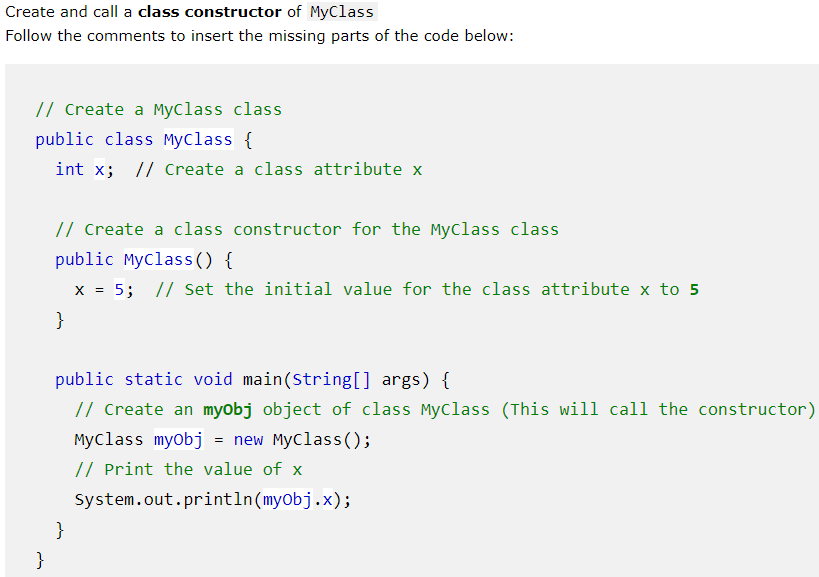 Create and call a class constructor of MyClass
Follow the comments to insert the missing parts of the code below:
// Create a MyClass class
public class MyClass {
int x;  // Create a class attribute x
// Create a class constructor for the MyClass class
public MyClass() {
x = 5;  // Set the initial value for the class attribute x to 5
}
public static void main(String[] args) {
// Create an myObj object of class MyClass (This will call the constructor)
MyClass myObj = new MyClass();
// Print the value of x
System.out.println(myObj.x);
}
}